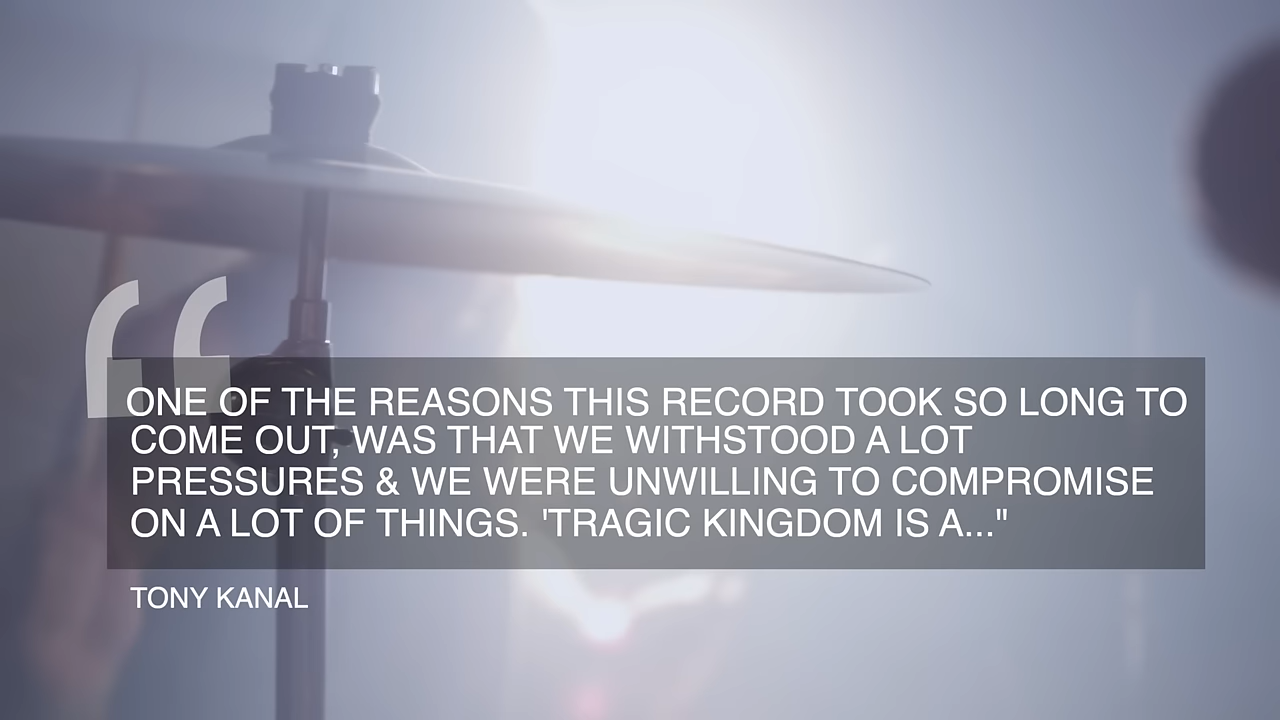 “
ONE OF THE REASONS THIS RECORD TOOK SO LONG TO
COME OUT, WAS THAT WE WITHSTOOD A LOT
PRESSURES & WE WERE UNWILLING TO COMPROMISE
ON A LOT OF THINGS. 'TRAGIC KINGDOM IS A..."
TONY KANAL